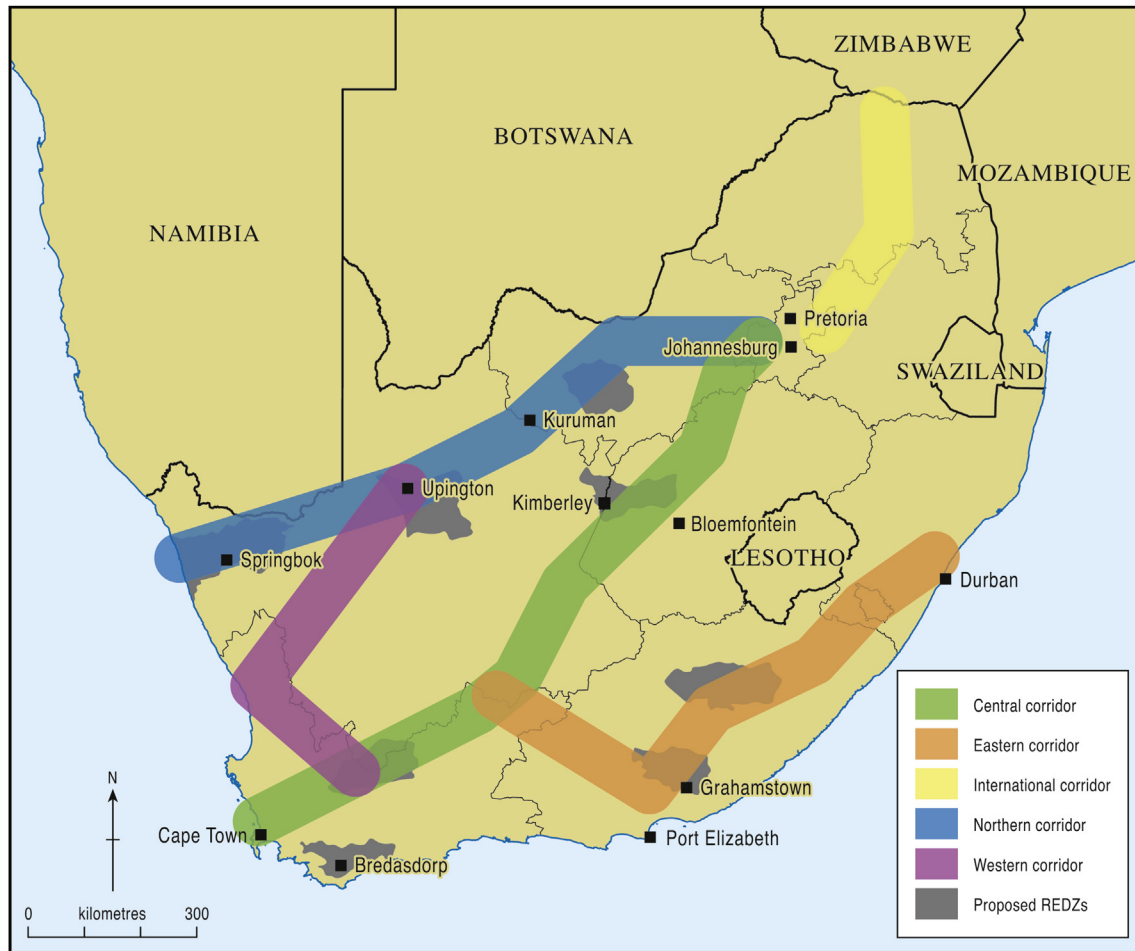 ZIMBABWE
BOTSWANA
MOZAMBIQUE
NAMIBIA
Pretoria
Johannesburg
SWAZILAND
Kuruman
Upington
Kimberley
Bloemfontein
Springbok
LESOTHO
Durban
Central corridor
Eastern corridor
International corridor
Northern corridor
Western corridor
Proposed REDZs
Grahamstown
Port Elizabeth
Cape Town
Bredasdorp
N
0 kilometres 300